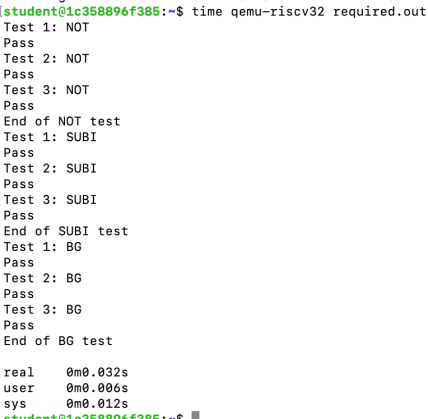 [student@1c358896f385:~$ time qemu-riscv32 required.out
Test 1: NOT
Pass
Test 2: NOT
Pass
Test 3: NOT
Pass
End of NOT test
Test 1: SUBI
Pass
Test 2: SUBI
Pass
Test 3: SUBI
Pass
End of SUBI test
Test 1: BG
Pass
Test 2: BG
Pass
Test 3: BG
Pass
End of BG test
real 0m0.032s
user 0m0.006s
sys 0m0.012s
student@1c358896f385:~$